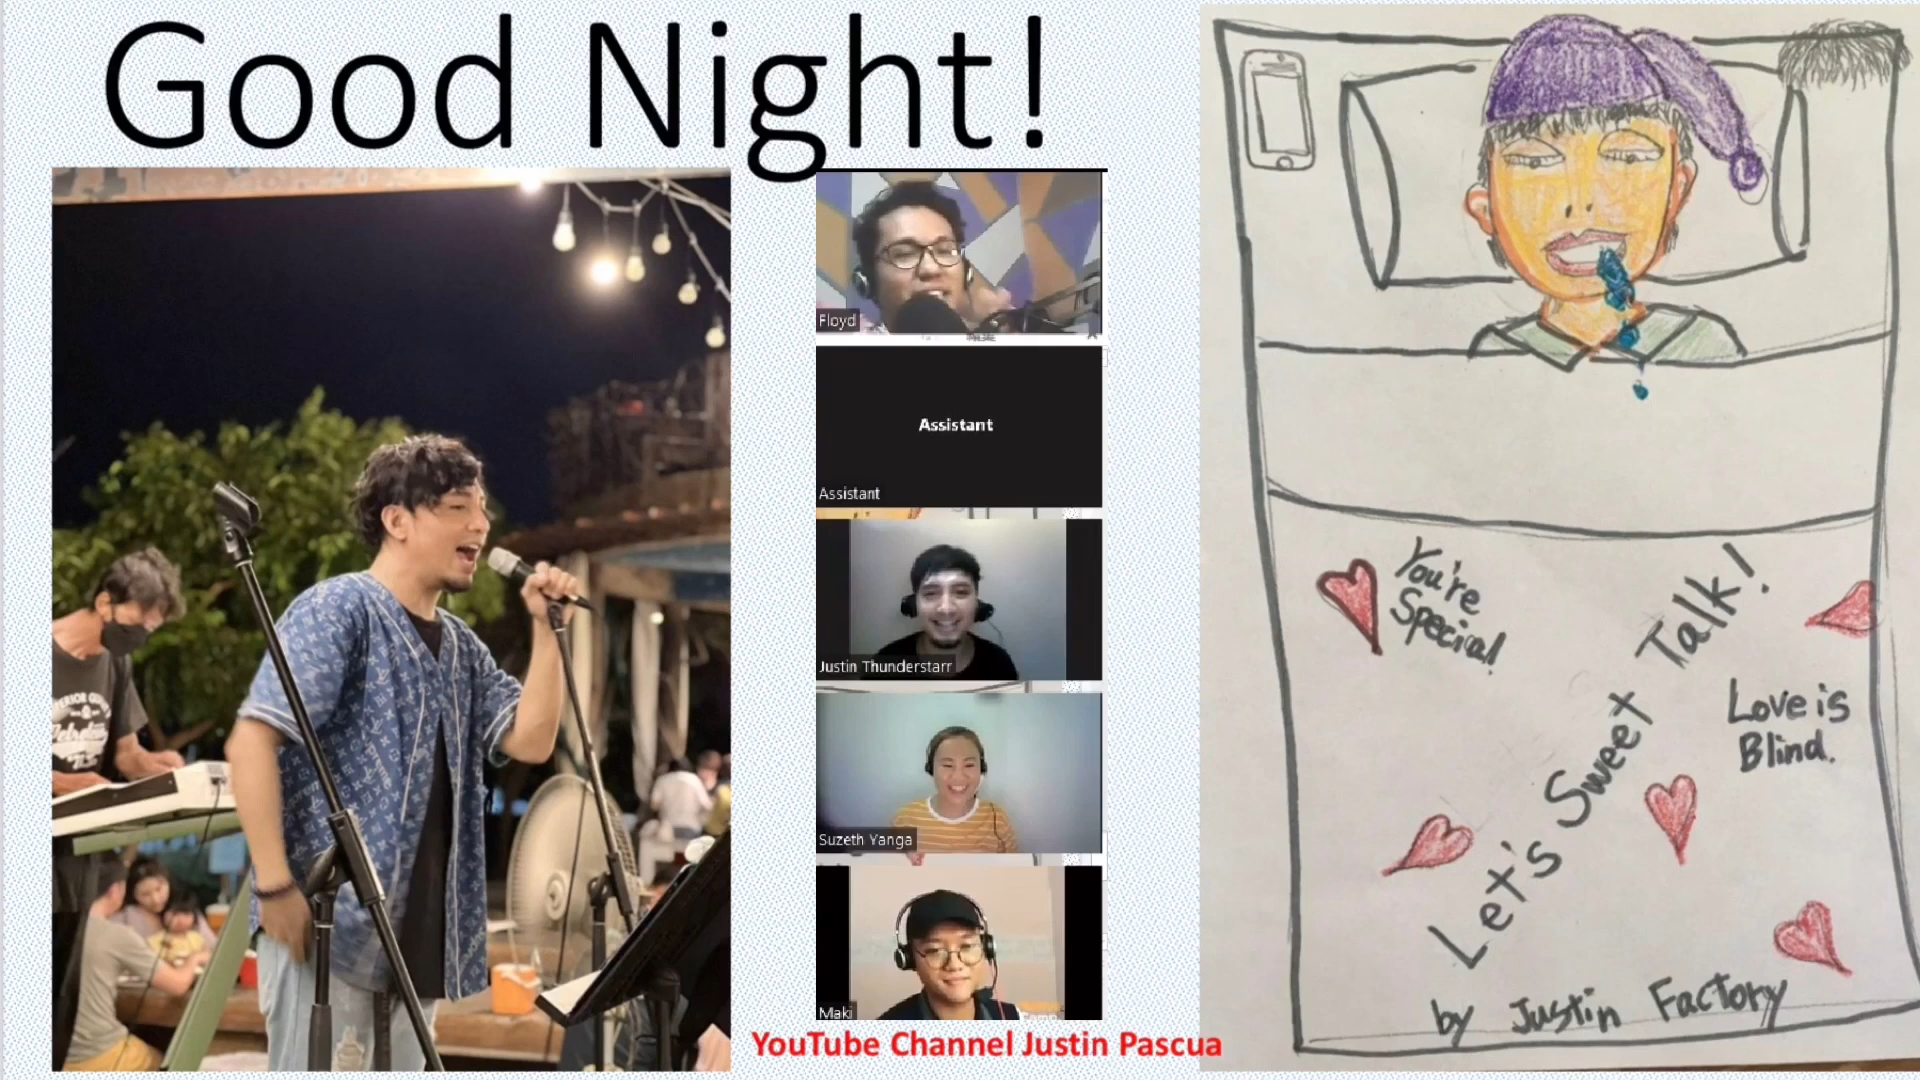 Good Night!
Floyd
Assistant
Assistant
Justin Thunderstarr
Suzeth Yanga
Maki
YouTube Channel Justin Pascua
You're
Special
Let's Sweet Talk!
Love is
Blind.
by Justin Factory